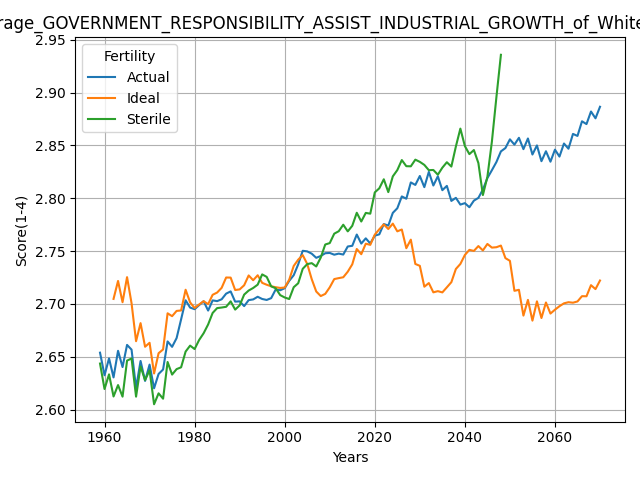 rage_GOVERNMENT_RESPONSIBILITY_ASSIST_INDUSTRIAL_GROWTH_of_White
2.95
2.90
2.85
2.80
2.75
2.70
2.65
2.60
Score(1-4)
Fertility
Actual
Ideal
Sterile
1960 1980 2000 2020 2040 2060
Years